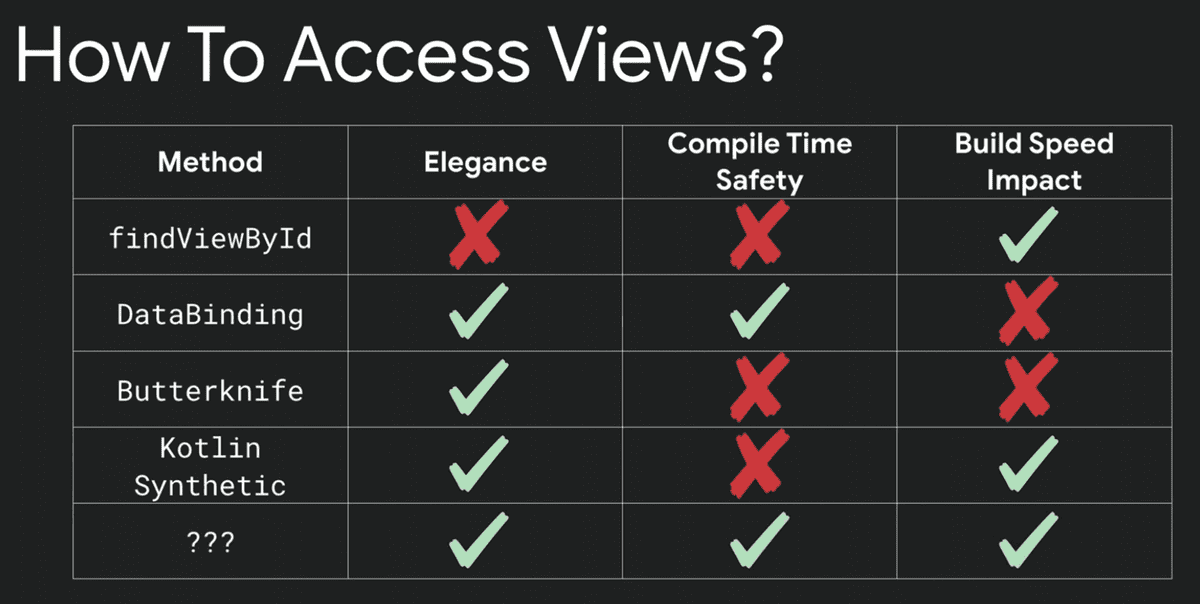 How To Access Views?
Method
Elegance
Compile Time
Safety
Build Speed
Impact
findViewById
DataBinding
Butterknife
Kotlin
Synthetic
???